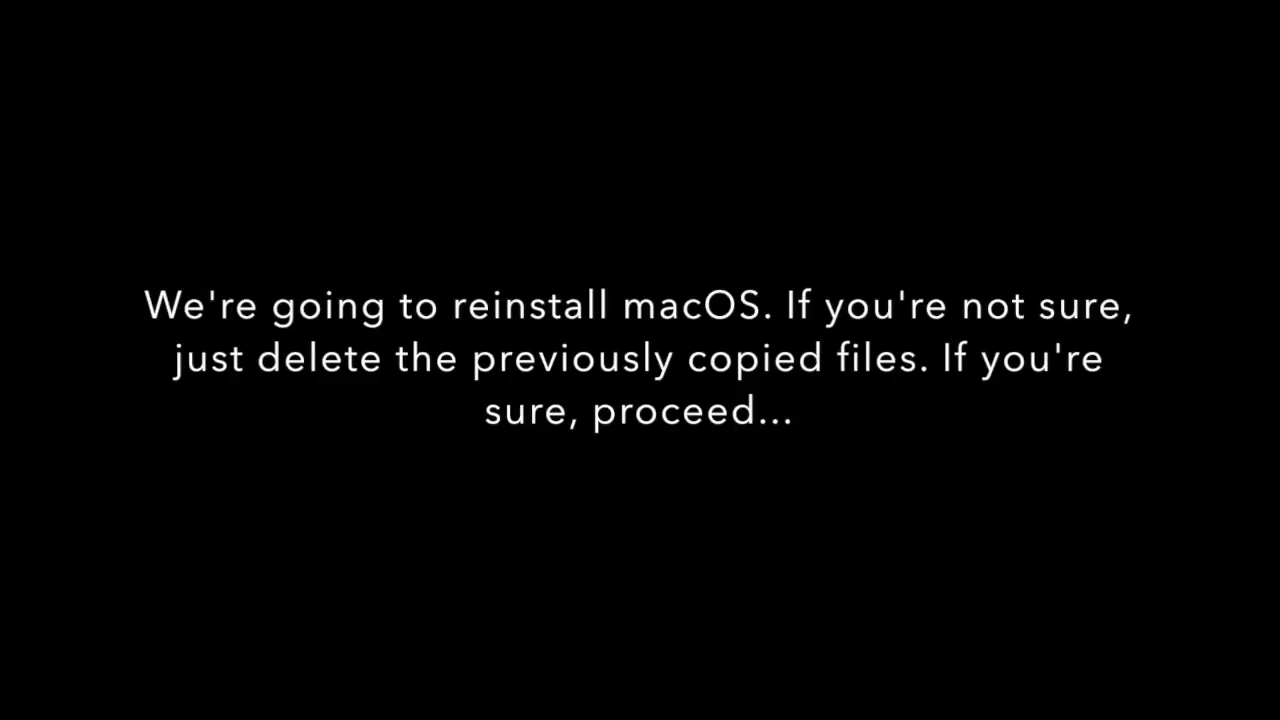 We're going to reinstall macOS. If you're not sure,
just delete the previously copied files. If you're
sure, proceed...